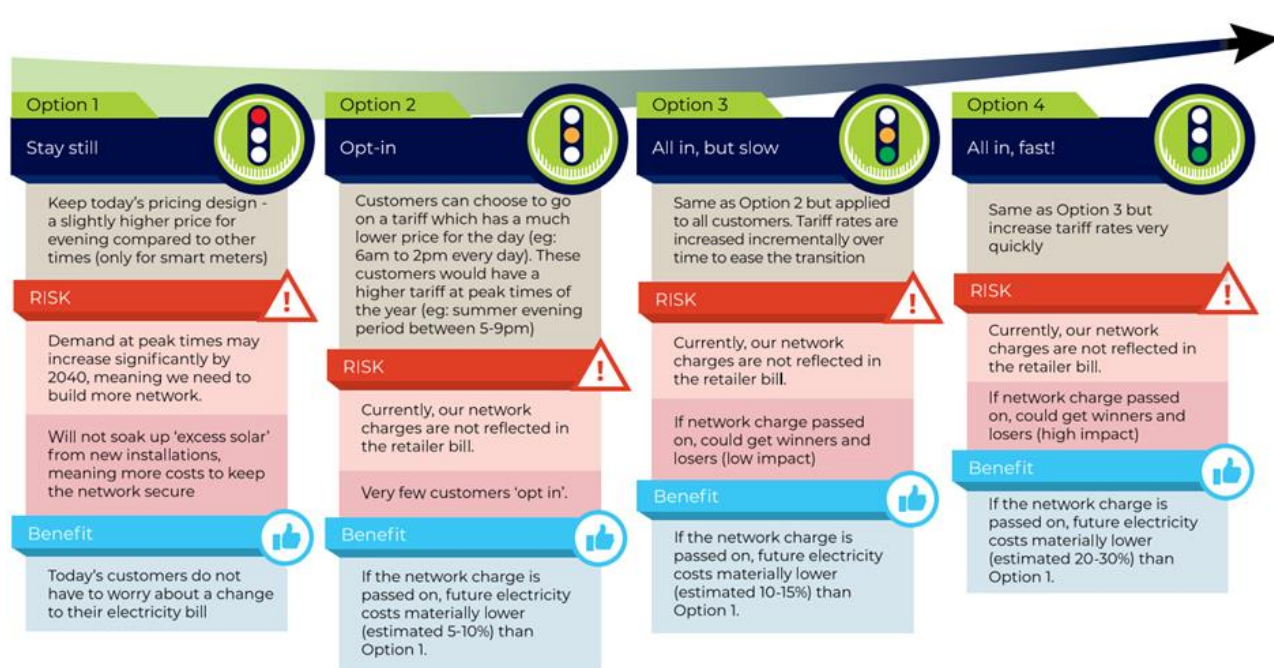 Option 1
Stay still
Keep today's pricing design -
a slightly higher price for
evening compared to other
times (only for smart meters)
RISK
Demand at peak times may
increase significantly by
2040, meaning we need to
build more network.
Will not soak up 'excess solar'
from new installations,
meaning more costs to keep
the network secure
Benefit
Today's customers do not
have to worry about a change
to their electricity bill
Option 2
Opt-in
Customers can choose to go
on a tariff which has a much
lower price for the day (eg:
6am to 2pm every day). These
customers would have a
higher tariff at peak times of
the year (eg: summer evening
period between 5-9pm)
RISK
Currently, our network
charges are not reflected in
the retailer bill.
Very few customers 'opt in'.
Benefit
If the network charge is
passed on, future electricity
costs materially lower
(estimated 5-10%) than
Option 1.
Option 3
All in, but slow
Same as Option 2 but applied
to all customers. Tariff rates are
increased incrementally over
time to ease the transition
RISK
Currently, our network
charges are not reflected in
the retailer bill.
If network charge passed
on, could get winners and
losers (low impact)
Benefit
If the network charge is
passed on, future electricity
costs materially lower
(estimated 10-15%) than
Option 1.
Option 4
All in, fast!
Same as Option 3 but
increase tariff rates very
quickly
RISK
Currently, our network
charges are not reflected in
the retailer bill.
If network charge passed
on, could get winners and
losers (high impact)
Benefit
If the network charge is
passed on, future electricity
costs materially lower
(estimated 20-30%) than
Option 1.